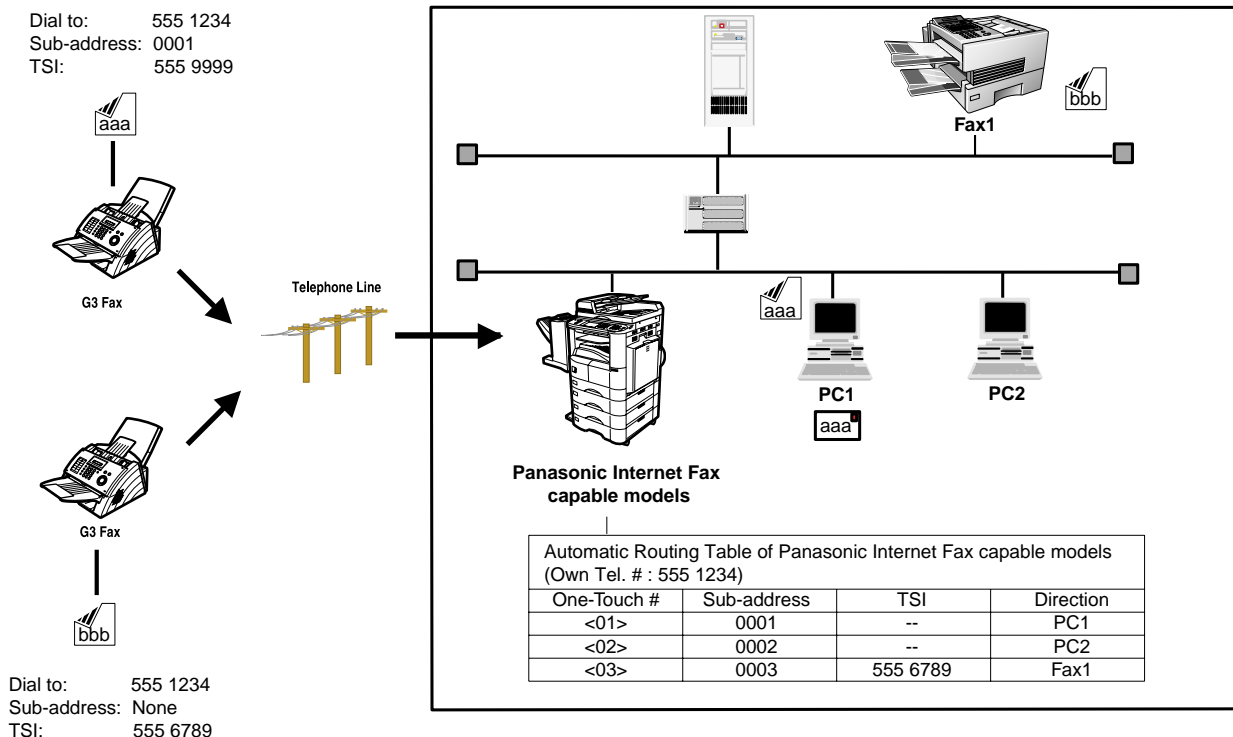 Dial to: 555 1234
Sub-address: 0001
TSI: 555 9999
aaa
G3 Fax
Telephone Line
G3 Fax
bbb
Dial to: 555 1234
Sub-address: None
TSI: 555 6789
bbb
Fax1
aaa
PC1
PC2
aaa
Panasonic Internet Fax
capable models
Automatic Routing Table of Panasonic Internet Fax capable models
(Own Tel. # : 555 1234)
One-Touch # Sub-address TSI Direction
<01> 0001 -- PC1
<02> 0002 -- PC2
<03> 0003 555 6789 Fax1